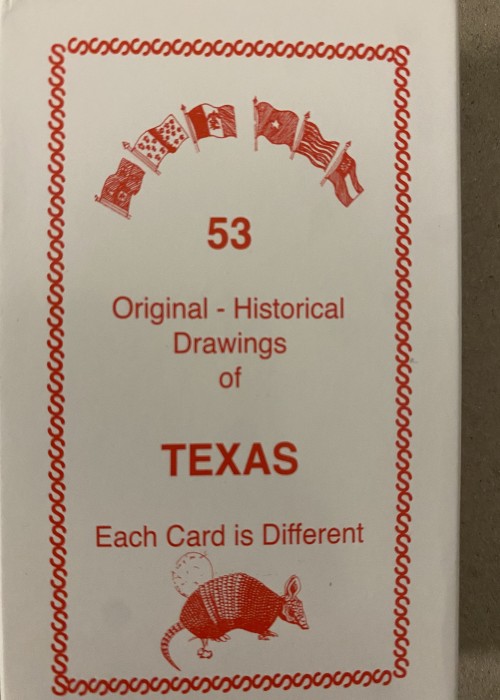 53
Original - Historical
Drawings
of
TEXAS
Each Card is Different